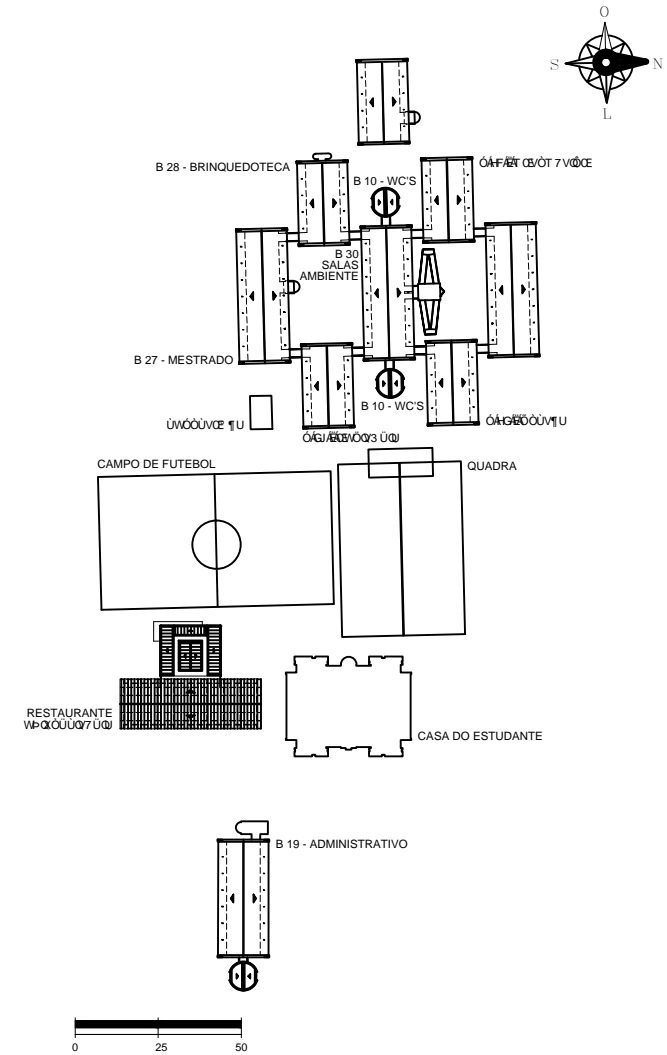 O
S
N
L
B 28 - BRINQUEDOTECA
B 10 - WC'S
B 30
SALAS
AMBIENTE
B 27 - MESTRADO
B 10 - WC'S
CAMPO DE FUTEBOL
QUADRA
RESTAURANTE
CASA DO ESTUDANTE
B 19 - ADMINISTRATIVO
0
25
50